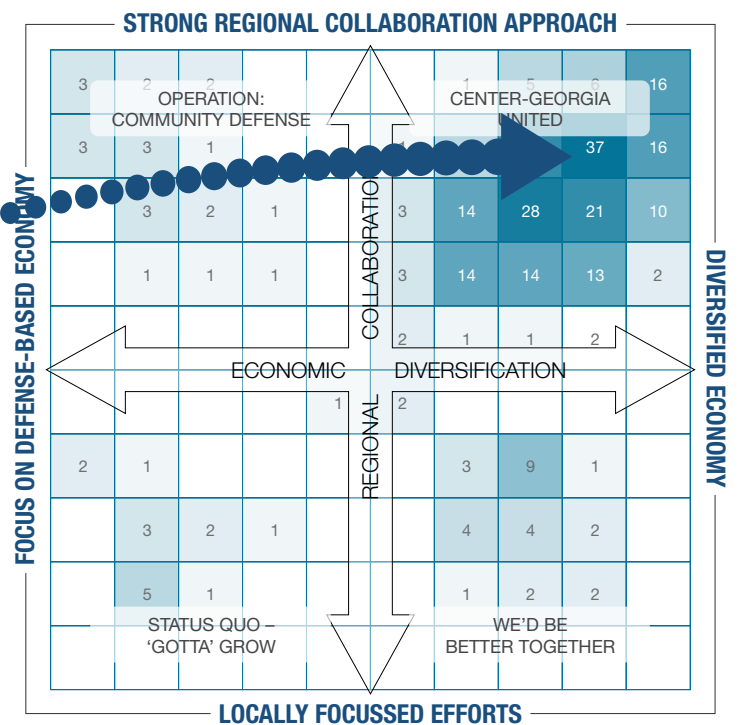 STRONG REGIONAL COLLABORATION APPROACH
3 2 2 1 5 6 16
OPERATION:
COMMUNITY DEFENSE
CENTER-GEORGIA
UNITED
3 3 1 1 37 16
3 2 1 3 14 28 21 10
1 1 1 3 14 14 13 2
2 1 1 2
ECONOMIC DIVERSIFICATION
REGIONAL COLLABORATION
1 2
2 1 3 9 1
3 2 1 4 4 2
5 1 1 2 2
STATUS QUO –
‘GOTTA’ GROW
WE’D BE
BETTER TOGETHER
FOCUS ON DEFENSE-BASED ECONOMY
DIVERSIFIED ECONOMY
LOCALLY FOCUSSED EFFORTS